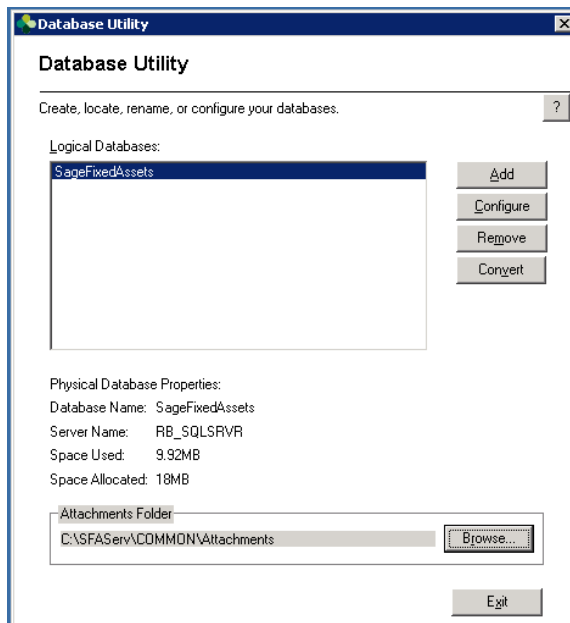 Database Utility
Database Utility
Create, locate, rename, or configure your databases.
?
Logical Databases:
SageFixedAssets
Add
Configure
Remove
Convert
Physical Database Properties:
Database Name: SageFixedAssets
Server Name: RB_SQLSRVR
Space Used: 9.92MB
Space Allocated: 18MB
Attachments Folder
C:\SFAServ\COMMON\Attachments
Browse...
Exit